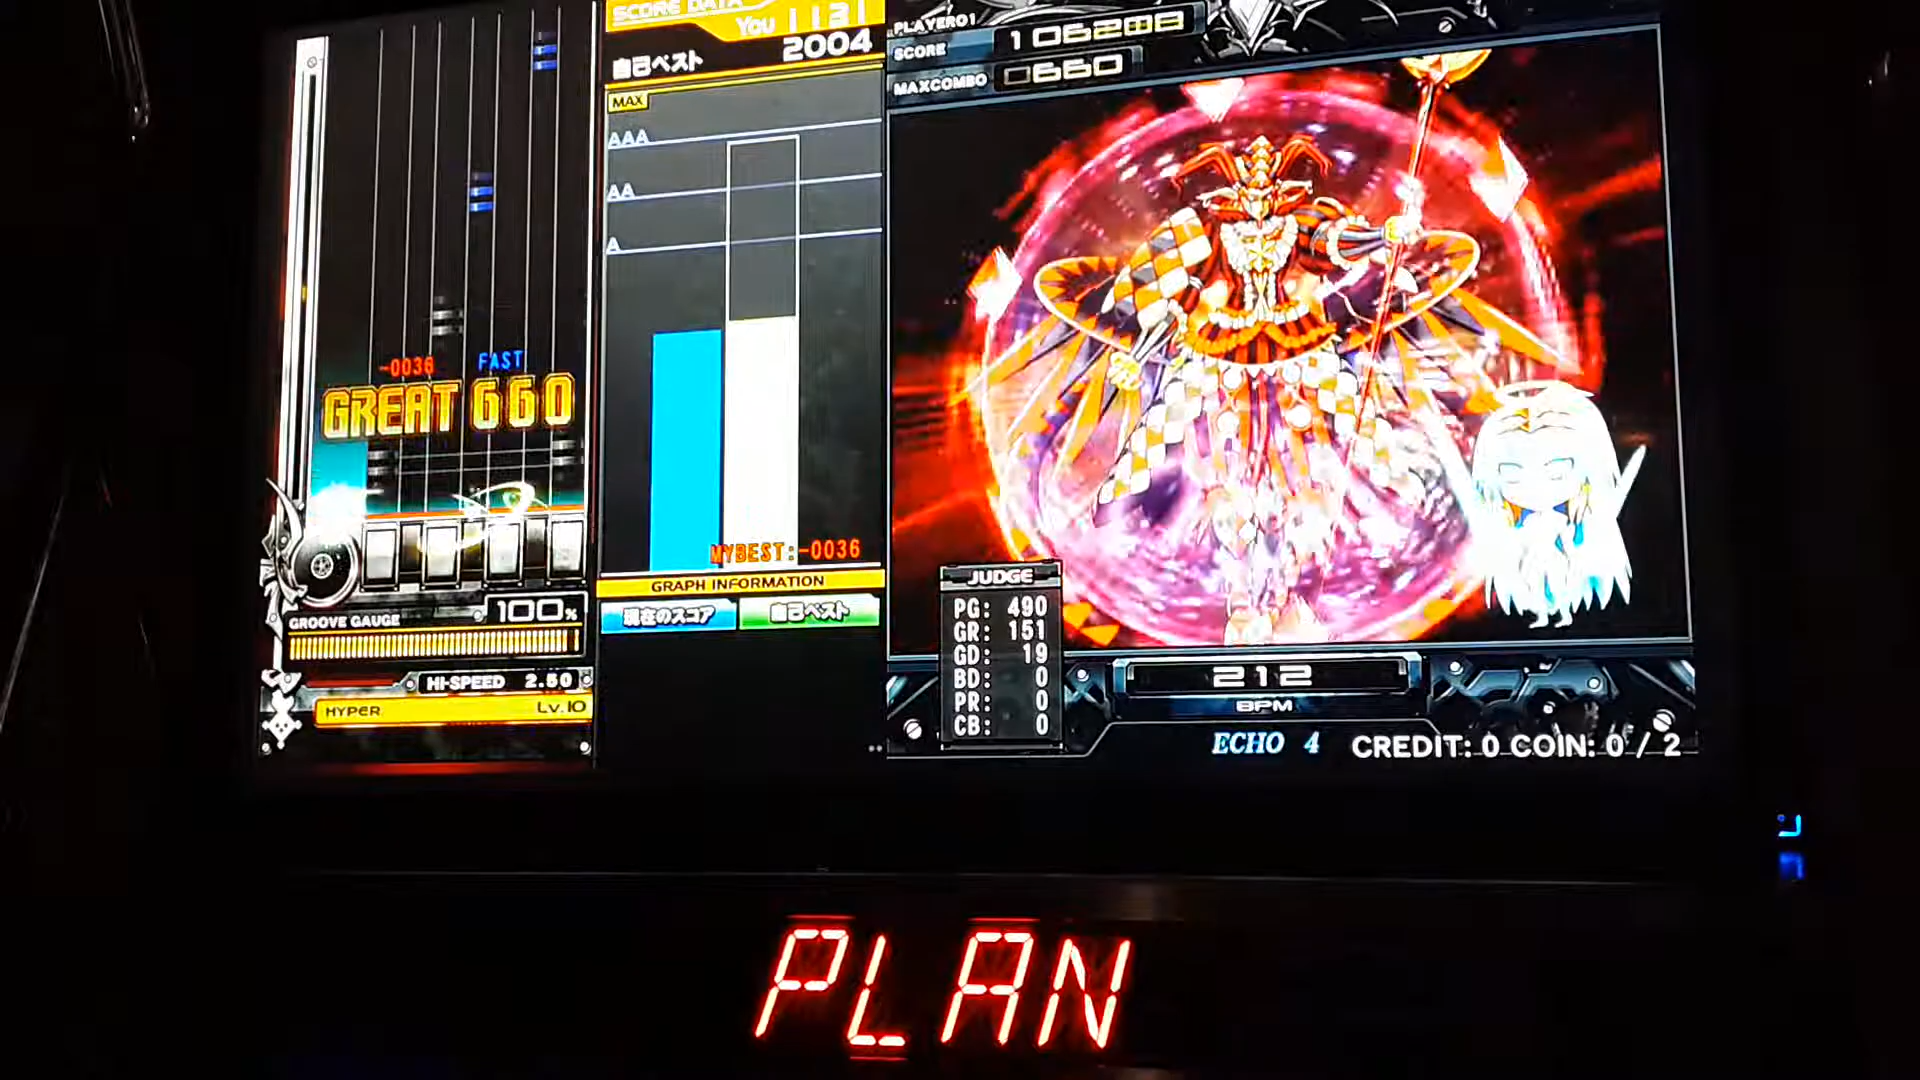 SCORE DATA
You 1131
自己ベスト 2004
MAX
AAA
AA
A
-0036 FAST
GREAT 660
MYBEST:-0036
GRAPH INFORMATION
現在のスコア 自己ベスト
GROOVE GAUGE 100%
HI-SPEED 2.50
HYPER Lv.10
PLAYER01
SCORE 106208
MAXCOMBO 0660
JUDGE
PG: 490
GR: 151
GD: 19
BD: 0
PR: 0
CB: 0
212
BPM
ECHO 4 CREDIT: 0 COIN: 0 / 2
PLAN